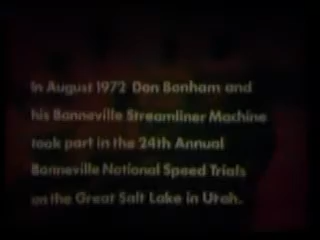 In August 1972 Don Bonham and
his Bonneville Streamliner Machine
took part in the 24th Annual
Bonneville National Speed Trials
on the Great Salt Lake in Utah.